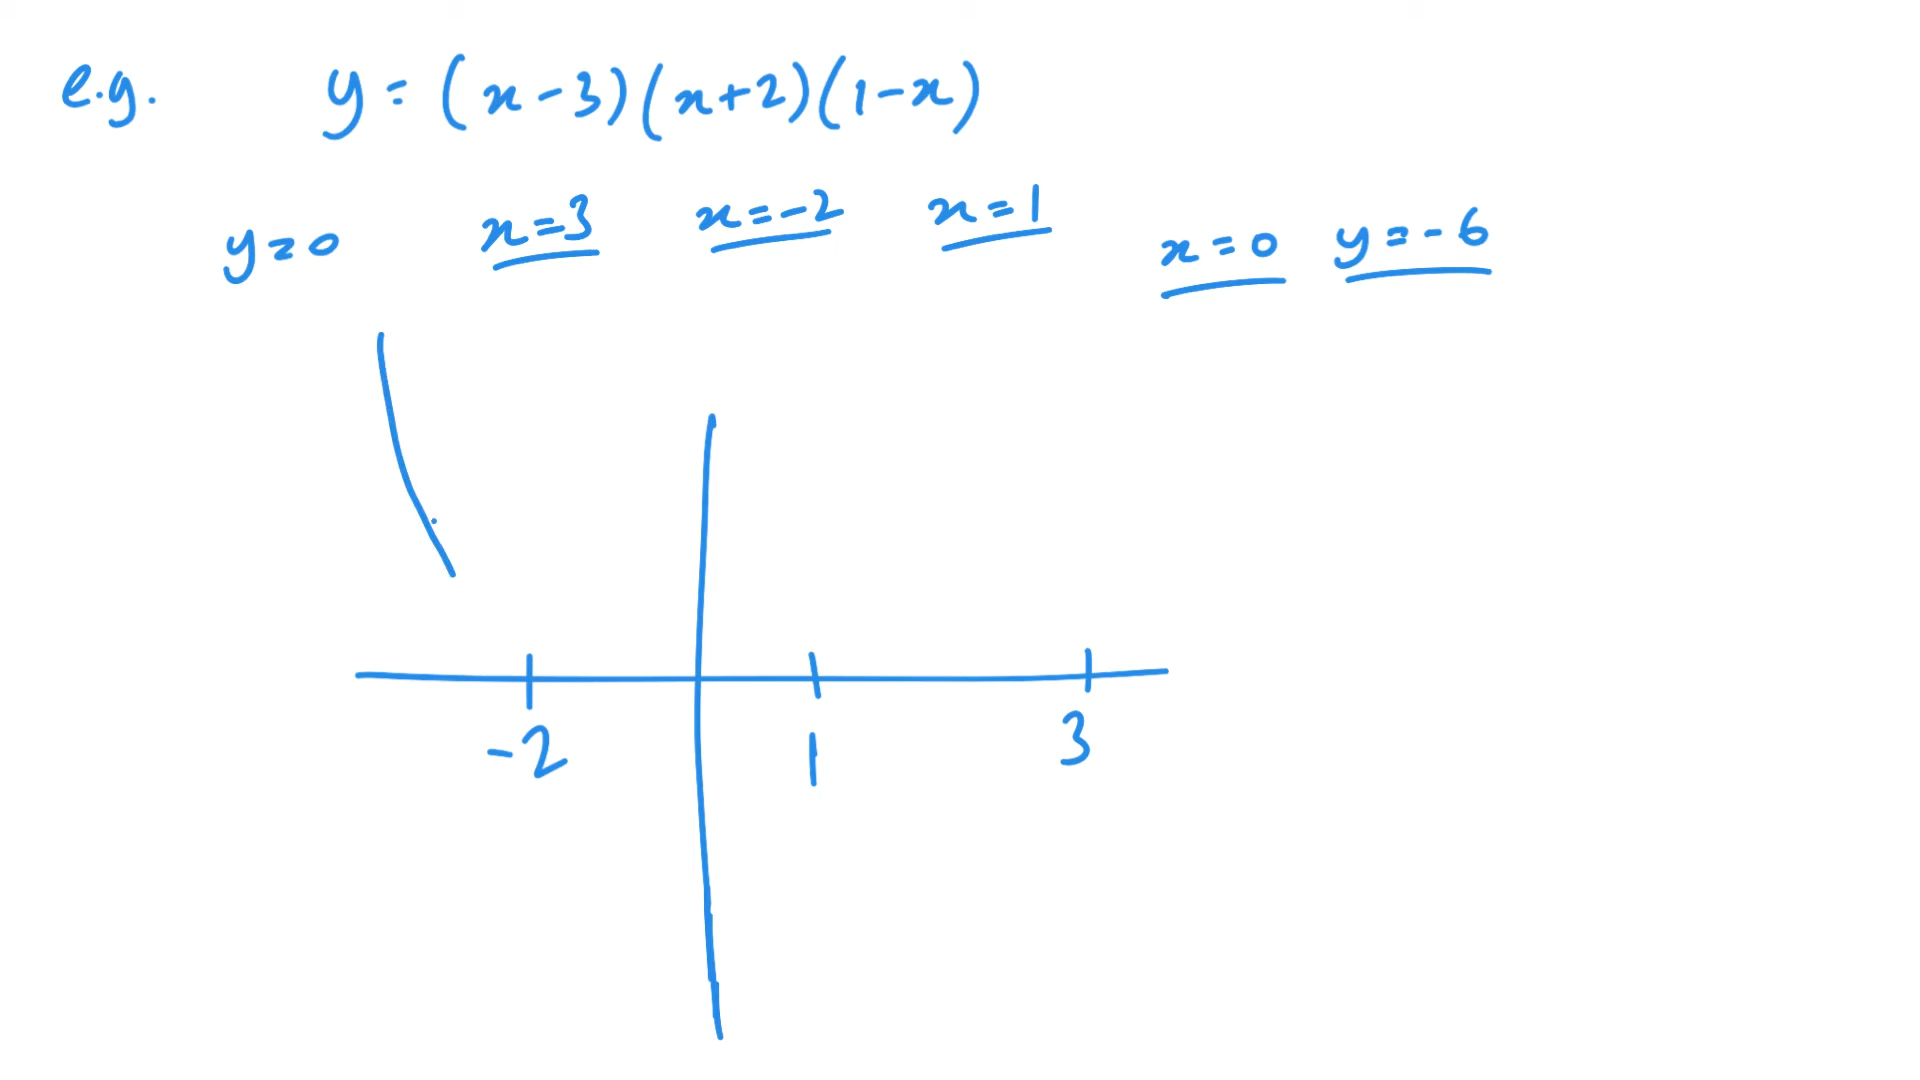 e.g. y = (x-3)(x+2)(1-x)
y=0 x=3 x=-2 x=1 x=0 y=-6
-2 1 3